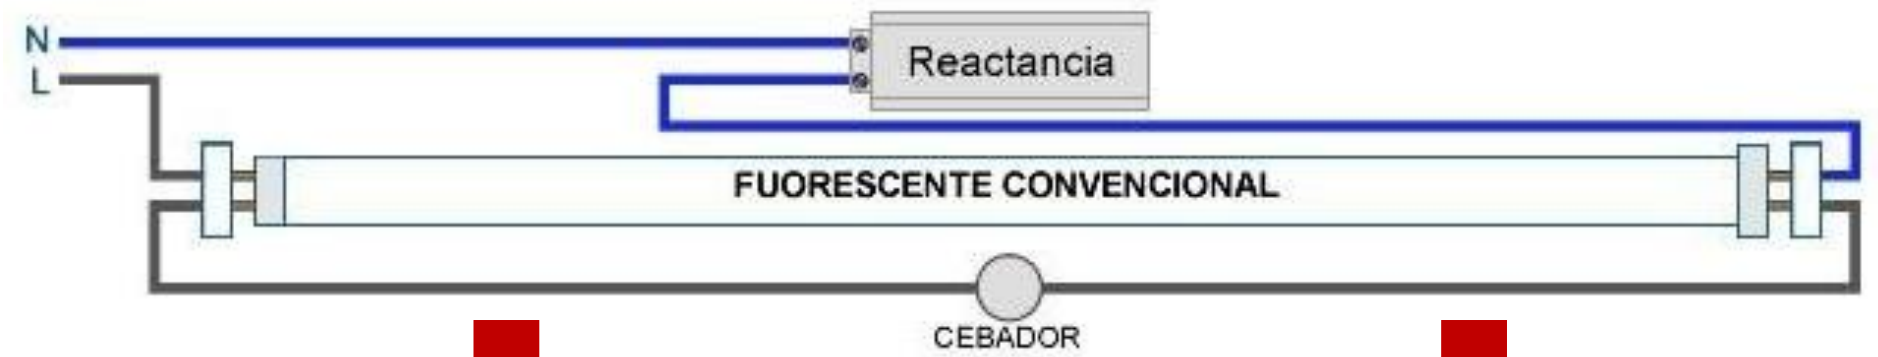 N
Reactancia
L
FUORESCENTE CONVENCIONAL
CEBADOR